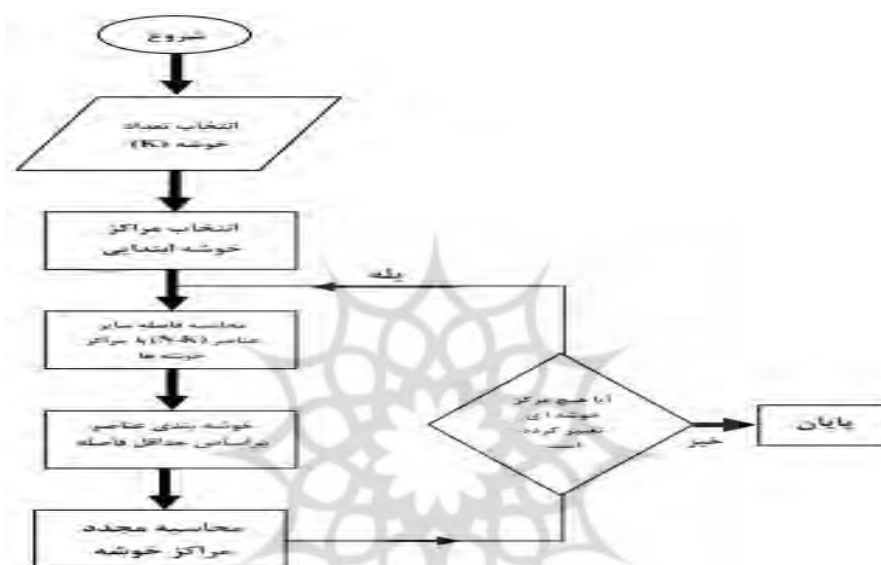 شروع
انتخاب تعداد
خوشه (K)
انتخاب مراکز
خوشه ابتدایی
محاسبه فاصله سایر
عناصر (N-K) با مراکز
خوشه ها
خوشه بندی عناصر
براساس حداقل فاصله
محاسبه مجدد
مراکز خوشه
آیا هیچ مرکز
خوشه ای
تغییر کرده
است
بله
خیر
پایان